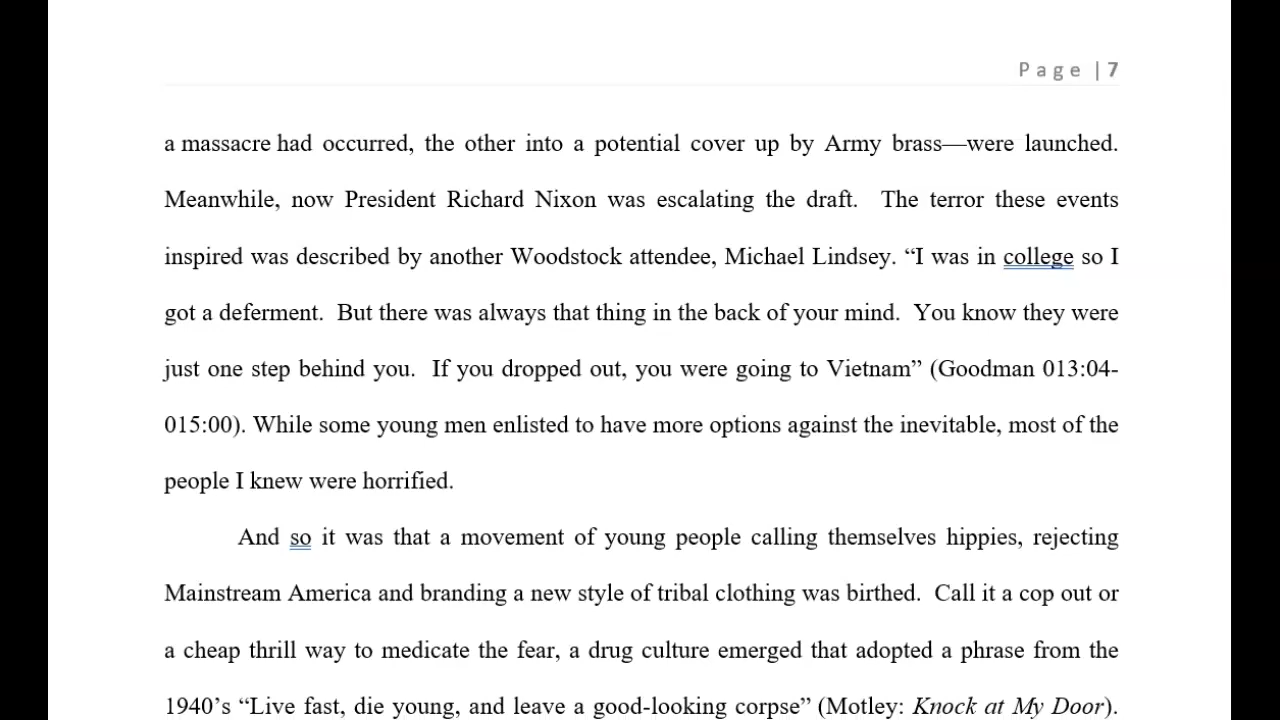 Page | 7
a massacre had occurred, the other into a potential cover up by Army brass—were launched.
Meanwhile, now President Richard Nixon was escalating the draft.  The terror these events
inspired was described by another Woodstock attendee, Michael Lindsey. “I was in college so I
got a deferment.  But there was always that thing in the back of your mind.  You know they were
just one step behind you.  If you dropped out, you were going to Vietnam” (Goodman 013:04-
015:00). While some young men enlisted to have more options against the inevitable, most of the
people I knew were horrified.
And so it was that a movement of young people calling themselves hippies, rejecting
Mainstream America and branding a new style of tribal clothing was birthed.  Call it a cop out or
a cheap thrill way to medicate the fear, a drug culture emerged that adopted a phrase from the
1940’s “Live fast, die young, and leave a good-looking corpse” (Motley: Knock at My Door).